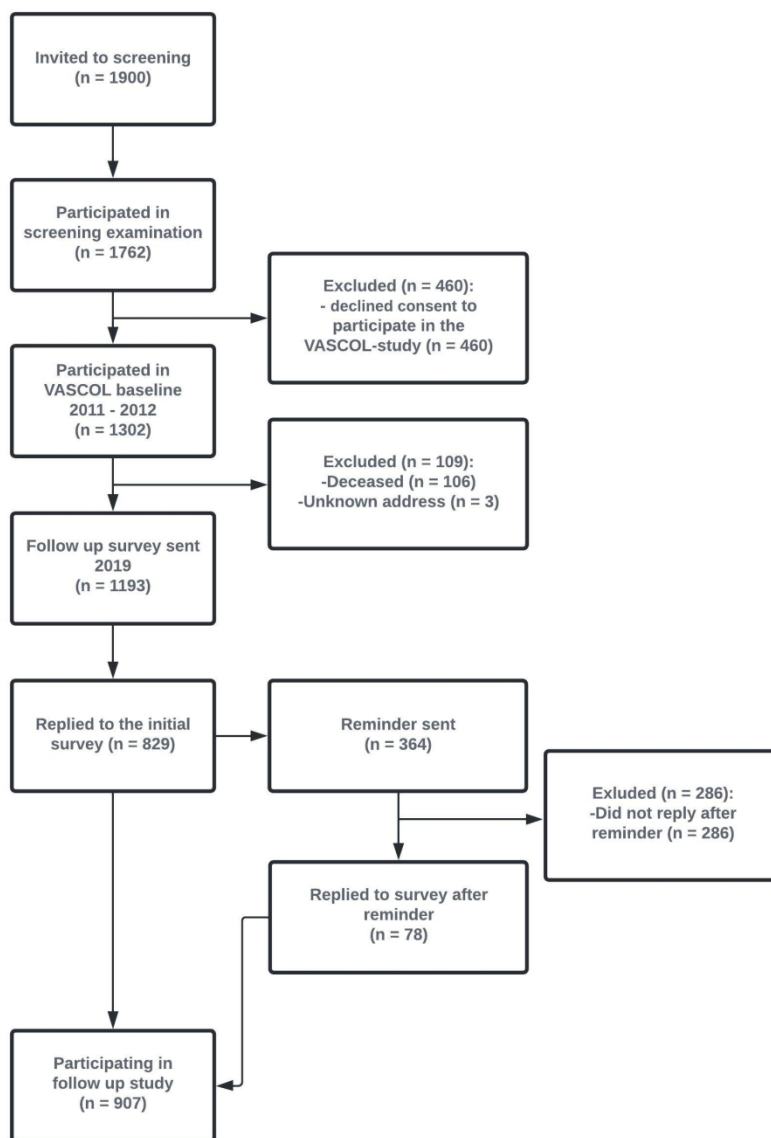 Invited to screening
(n = 1900)
Participated in
screening examination
(n = 1762)
Excluded (n = 460):
- declined consent to
participate in the
VASCOL-study (n = 460)
Participated in
VASCOL baseline
2011 - 2012
(n = 1302)
Excluded (n = 109):
-Deceased (n = 106)
-Unknown address (n = 3)
Follow up survey sent
2019
(n = 1193)
Replied to the initial
survey (n = 829)
Reminder sent
(n = 364)
Exluded (n = 286):
-Did not reply after
reminder (n = 286)
Replied to survey after
reminder
(n = 78)
Participating in
follow up study
(n = 907)